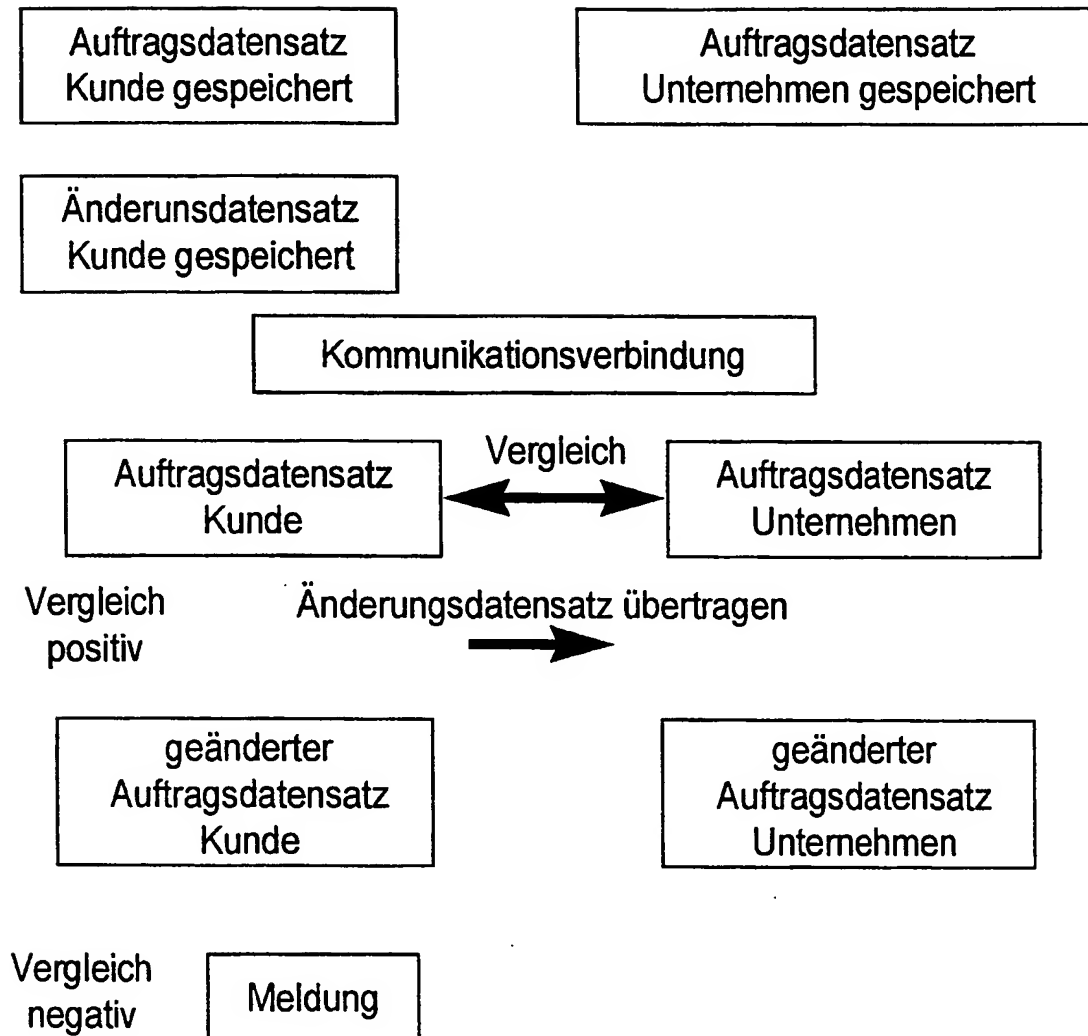 Auftragsdatensatz
Kunde gespeichert
Auftragsdatensatz
Unternehmen gespeichert
Änderunsdatensatz
Kunde gespeichert
Kommunikationsverbindung
Auftragsdatensatz
Kunde
Vergleich
Auftragsdatensatz
Unternehmen
Vergleich
positiv
Änderungsdatensatz übertragen
geänderter
Auftragsdatensatz
Kunde
geänderter
Auftragsdatensatz
Unternehmen
Vergleich
negativ
Meldung